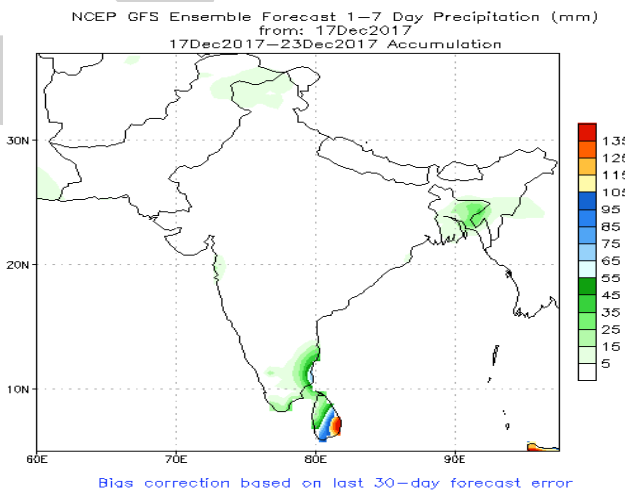 NCEP GFS Ensemble Forecast 1-7 Day Precipitation (mm)
from: 17Dec2017
17Dec2017-23Dec2017 Accumulation
30N
20N
10N
60E 70E 80E 90E
135
125
115
105
95
85
75
65
55
45
35
25
15
5
Bias correction based on last 30-day forecast error